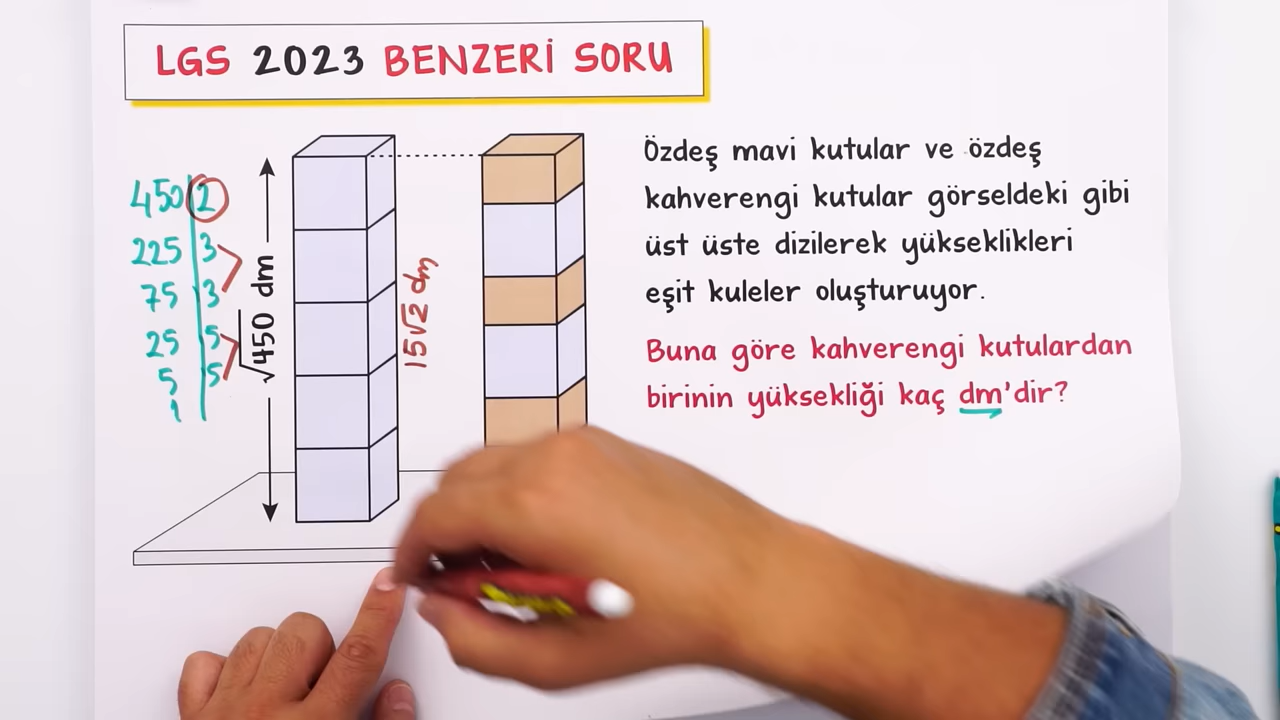 LGS 2023 BENZERİ SORU
450 2
225 3
75 3
25 5
5 5
1
√450 dm
15√2 dm
Özdeş mavi kutular ve özdeş
kahverengi kutular görseldeki gibi
üst üste dizilerek yükseklikleri
eşit kuleler oluşturuyor.
Buna göre kahverengi kutulardan
birinin yüksekliği kaç dm'dir?